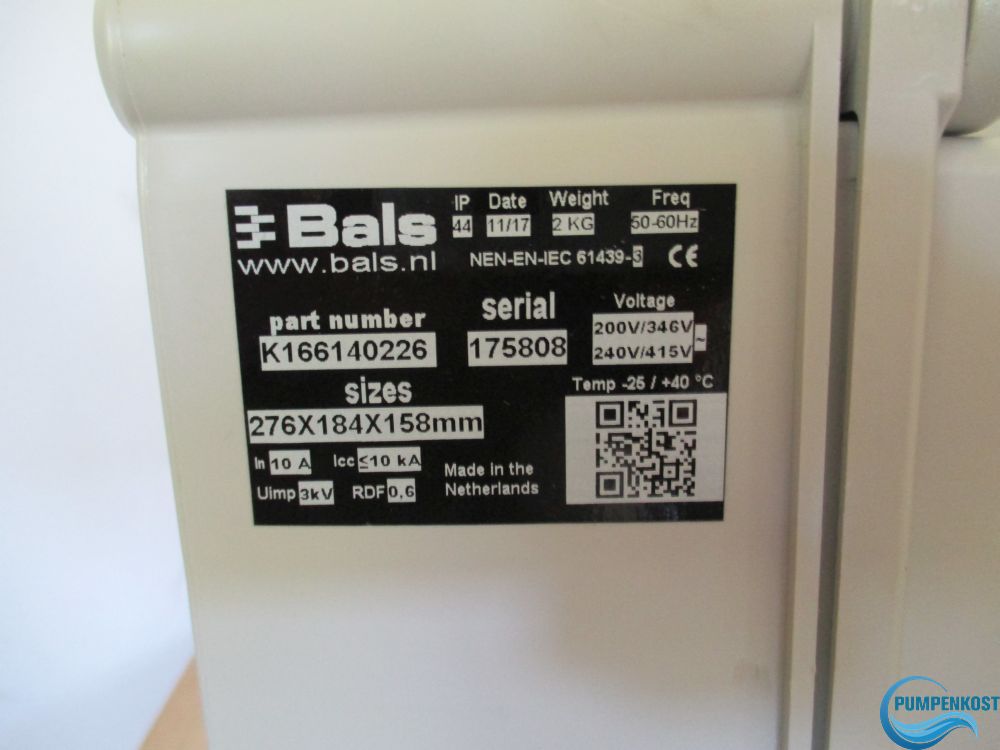 Bals
www.bals.nl
IP Date Weight Freq
44 11/17 2 KG 50-60Hz
NEN-EN-IEC 61439-3 CE
part number serial Voltage
K166140226 175808 200V/346V ~
240V/415V
sizes Temp -25 / +40 °C
276X184X158mm
In 10 A Icc ≤10 kA
Uimp 3kV RDF 0,6
Made in the
Netherlands
PUMPENKOST